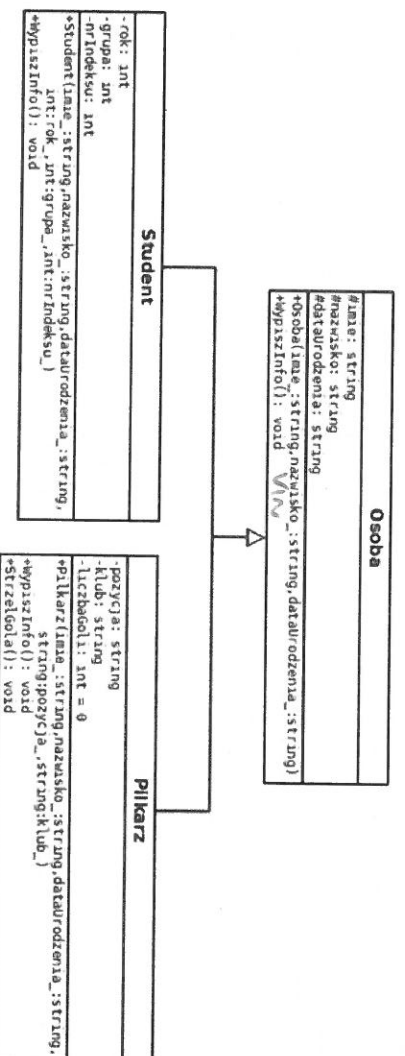 Osoba
#imie: string
#nazwisko: string
#dataUrodzenia: string
+Osoba(imie_:string,nazwisko_:string,dataUrodzenia_:string)
+WypiszInfo(): void
Student
-rok: int
-grupa: int
-nrIndeksu: int
+Student(imie_:string,nazwisko_:string,dataUrodzenia_:string,
int:rok_,int:grupa_,int:nrIndeksu_)
+WypiszInfo(): void
Pilkarz
-pozycja: string
-klub: string
-liczbaGoli: int = 0
+Pilkarz(imie_:string,nazwisko_:string,dataUrodzenia_:string,
string:pozycja_,string:klub_)
+WypiszInfo(): void
+StrzelGola(): void